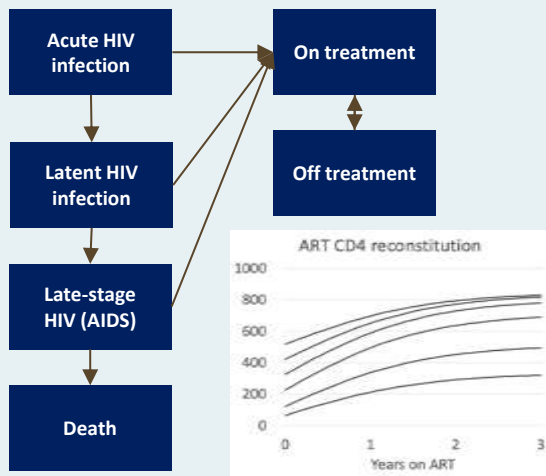 Acute HIV
infection
On treatment
Latent HIV
infection
Off treatment
Late-stage
HIV (AIDS)
Death
ART CD4 reconstitution
1000
800
600
400
200
0
0 1 2 3
Years on ART